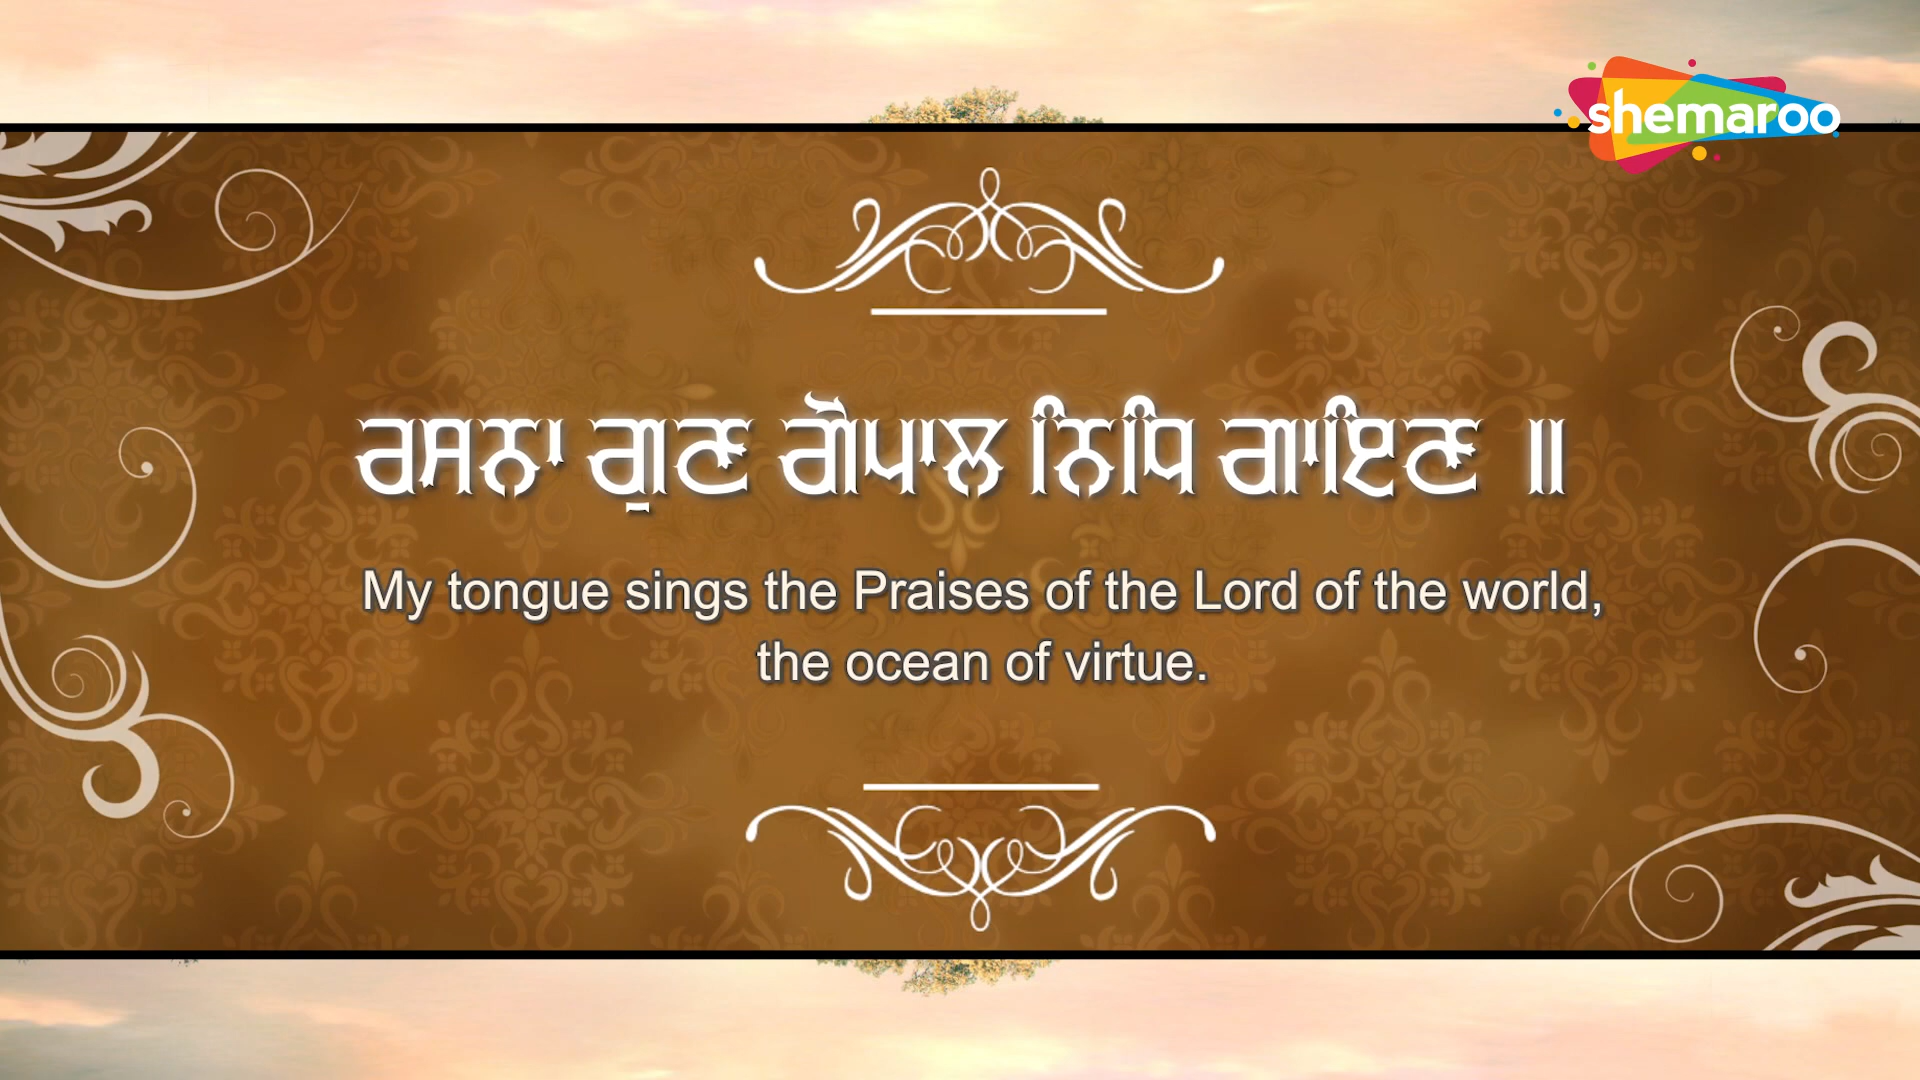 shemaroo
ਰਸਨਾ ਗੁਣ ਗੋਪਾਲ ਨਿਧਿ ਗਾਇਣ ॥
My tongue sings the Praises of the Lord of the world,
the ocean of virtue.